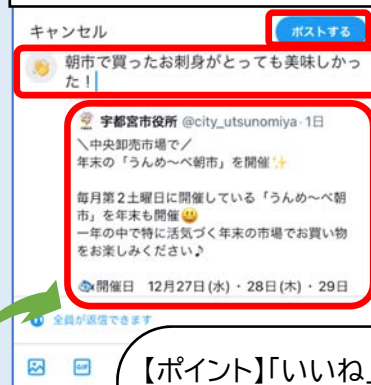 キャンセル
ポストする
朝市で買ったお刺身がとっても美味しかっ
た！
宇都宮市役所 @city_utsunomiya・1日
＼中央卸売市場で／
年末の「うんめ～べ朝市」を開催✨
毎月第2土曜日に開催している「うんめ～べ朝
市」を年末も開催😃
一年の中で特に活気づく年末の市場でお買い物
をお楽しみください♪
🐟開催日 12月27日(水)・28日(木)・29日
全員が返信できます
GIF
【ポイント】「いいね」